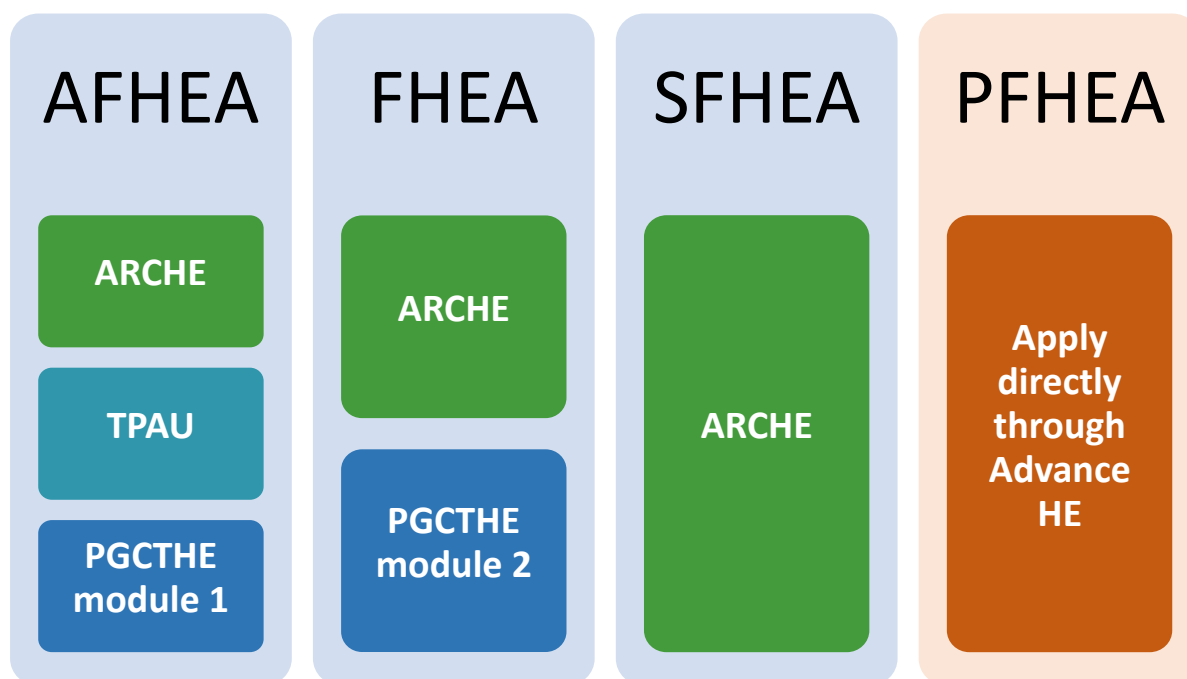 AFHEA
ARCHE
TPAU
PGCTHE
module 1
FHEA
ARCHE
PGCTHE
module 2
SFHEA
ARCHE
PFHEA
Apply
directly
through
Advance
HE